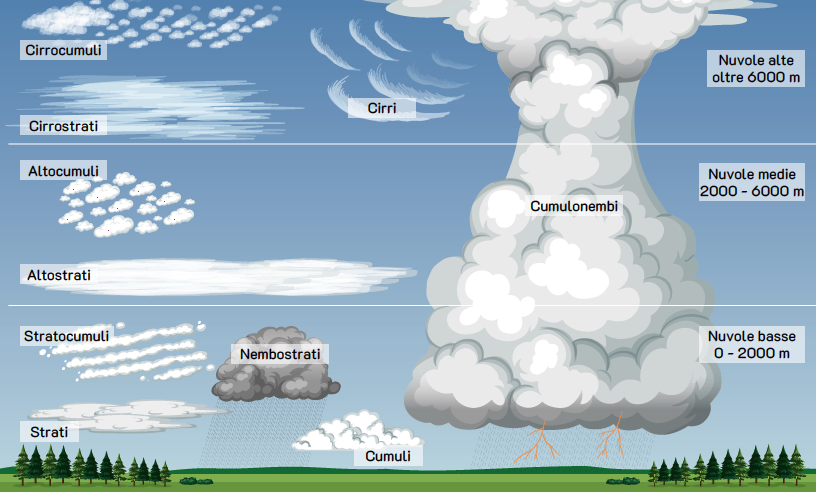 Cirrocumuli
Cirri
Cirrostrati
Nuvole alte
oltre 6000 m
Altocumuli
Nuvole medie
2000 - 6000 m
Cumulonembi
Altostrati
Stratocumuli
Nembostrati
Nuvole basse
0 - 2000 m
Strati
Cumuli